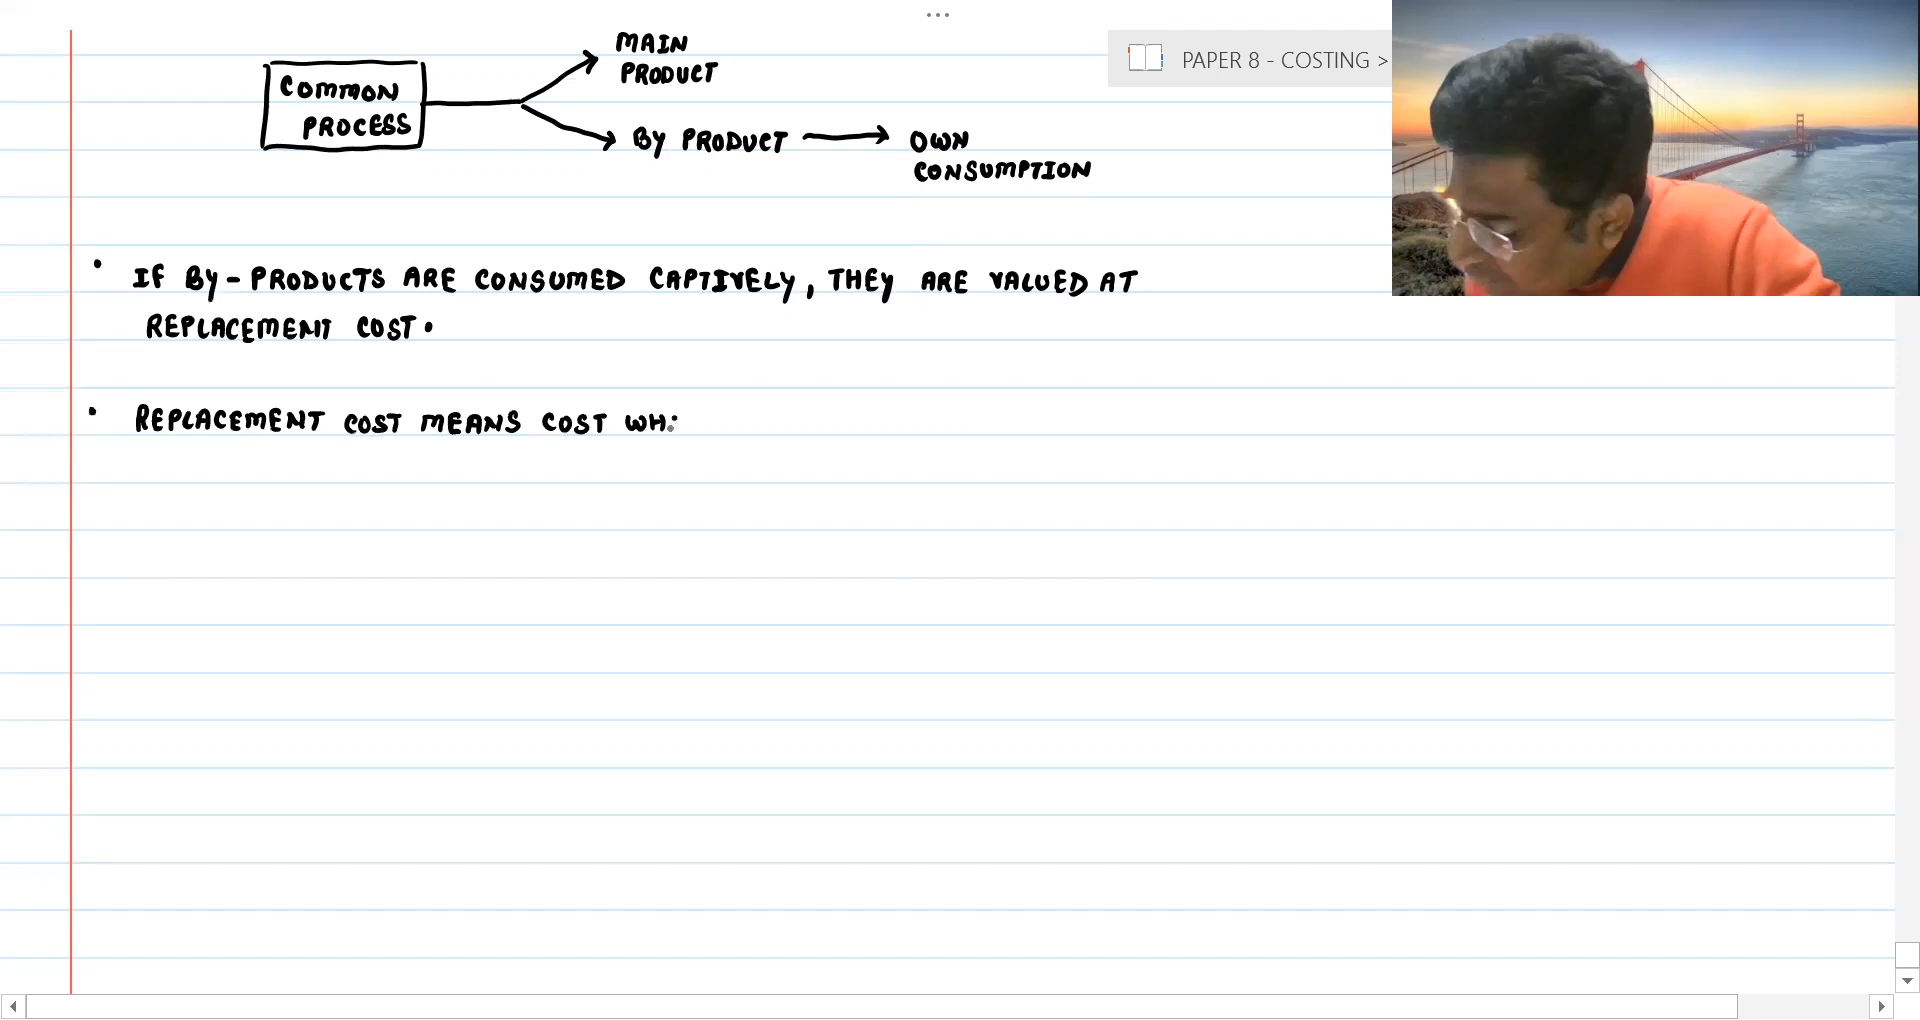 MAIN
PRODUCT
PAPER 8 - COSTING >
COMMON
PROCESS
BY PRODUCT
OWN
CONSUMPTION
• IF BY-PRODUCTS ARE CONSUMED CAPTIVELY, THEY ARE VALUED AT
REPLACEMENT COST.
• REPLACEMENT COST MEANS COST WH